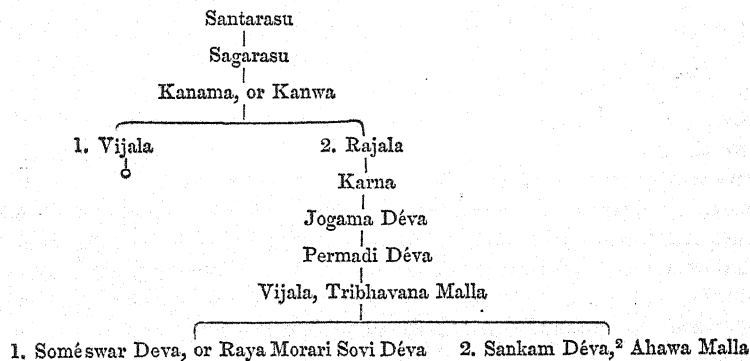 Santarasu
Sagarasu
Kanama, or Kanwa
1. Vijala 2. Rajala
Karna
Jogama Déva
Permadi Déva
Vijala, Tribhavana Malla
1. Soméswar Deva, or Raya Morari Sovi Déva 2. Sankam Déva,² Ahawa Malla